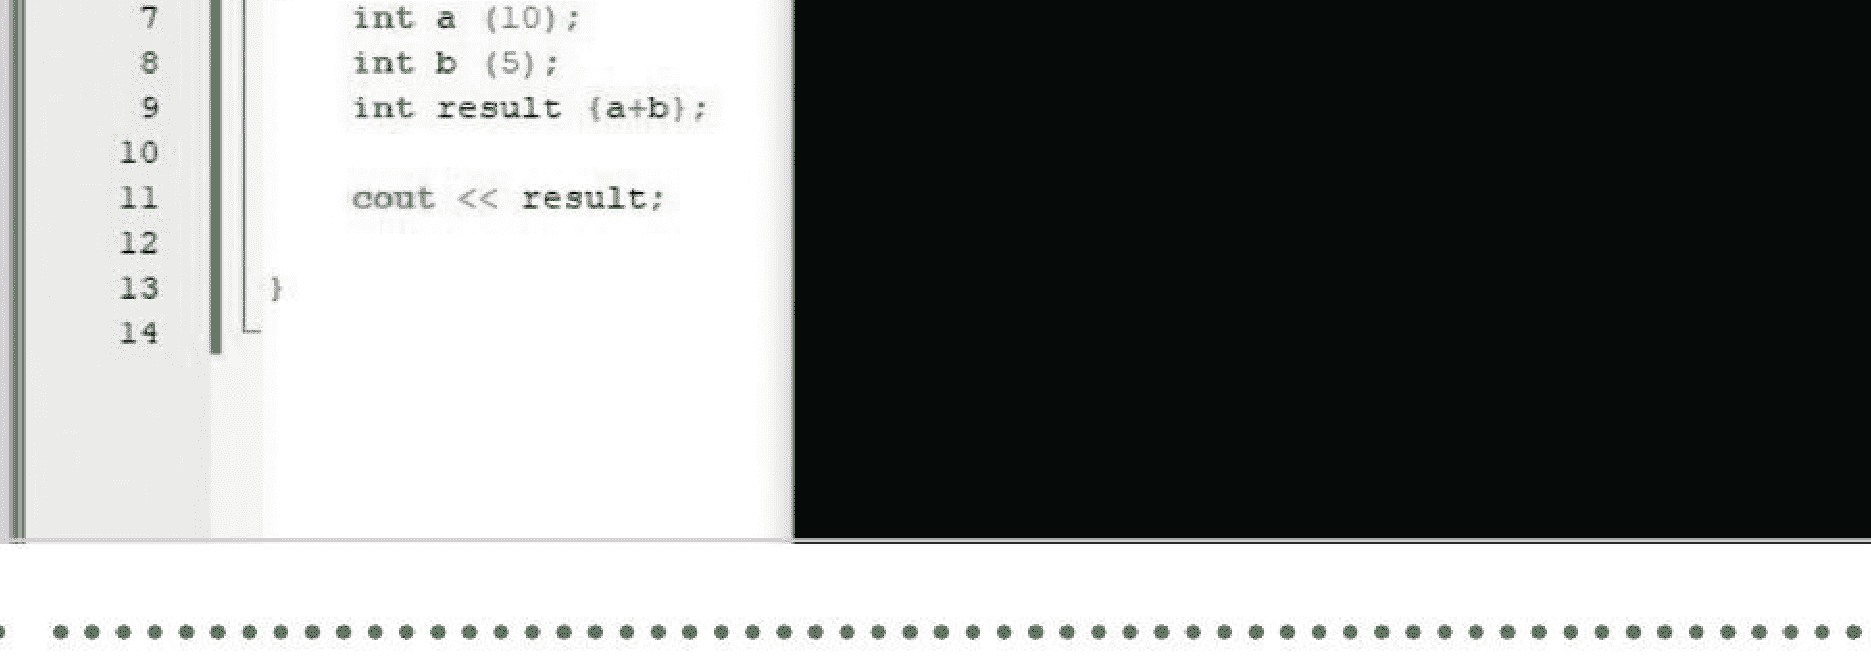 7 int a (10);
8 int b (5);
9 int result {a+b};
10
11 cout << result;
12
13 }
14